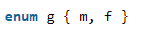 enum g { m, f }